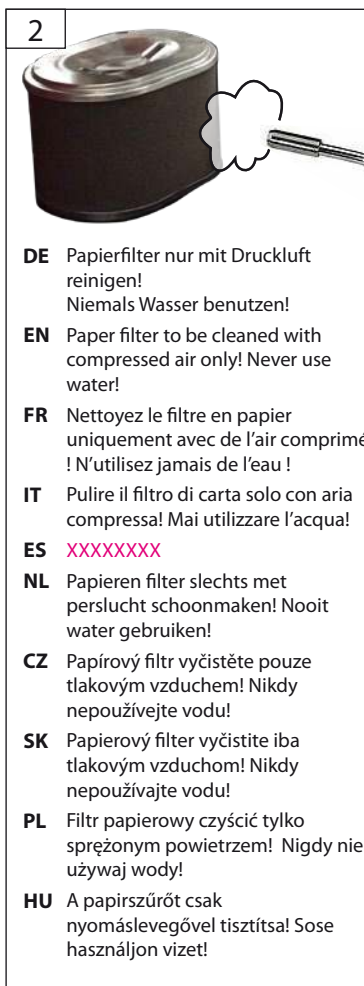 2
DE Papierfilter nur mit Druckluft
reinigen!
Niemals Wasser benutzen!
EN Paper filter to be cleaned with
compressed air only! Never use
water!
FR Nettoyez le filtre en papier
uniquement avec de l’air comprimé
! N’utilisez jamais de l’eau !
IT Pulire il filtro di carta solo con aria
compressa! Mai utilizzare l’acqua!
ES XXXXXXXX
NL Papieren filter slechts met
perslucht schoonmaken! Nooit
water gebruiken!
CZ Papírový filtr vyčistěte pouze
tlakovým vzduchem! Nikdy
nepoužívejte vodu!
SK Papierový filter vyčistite iba
tlakovým vzduchom! Nikdy
nepoužívajte vodu!
PL Filtr papierowy czyścić tylko
sprężonym powietrzem! Nigdy nie
używaj wody!
HU A papirszűrőt csak
nyomáslevegővel tisztítsa! Sose
használjon vizet!